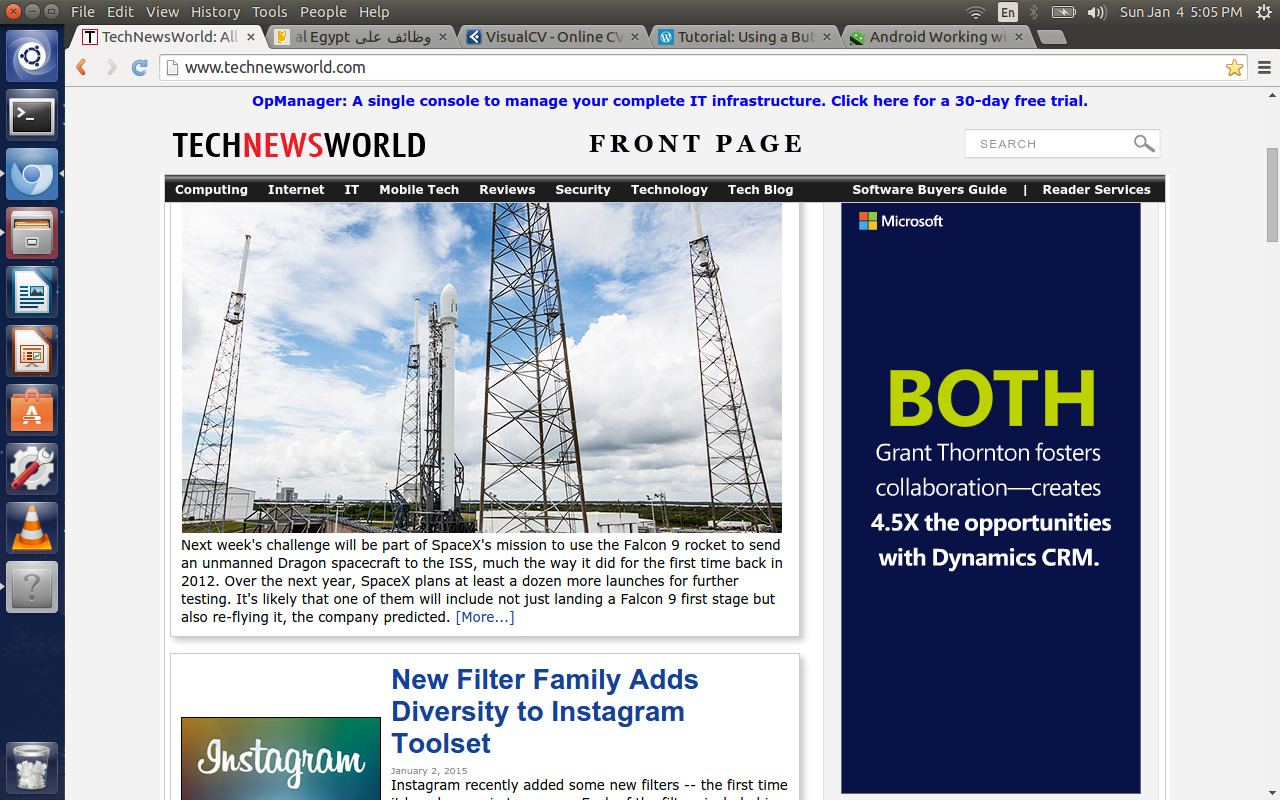 File Edit View History Tools People Help
En
Sun Jan 4 5:05 PM
TechNewsWorld: All
al Egypt وظائف على
VisualCV - Online CV
Tutorial: Using a But
Android Working wi
www.technewsworld.com
OpManager: A single console to manage your complete IT infrastructure. Click here for a 30-day free trial.
TECHNEWSWORLD
FRONT PAGE
SEARCH
Computing Internet IT Mobile Tech Reviews Security Technology Tech Blog Software Buyers Guide | Reader Services
Microsoft
BOTH
Grant Thornton fosters
collaboration—creates
4.5X the opportunities
with Dynamics CRM.
Next week's challenge will be part of SpaceX's mission to use the Falcon 9 rocket to send
an unmanned Dragon spacecraft to the ISS, much the way it did for the first time back in
2012. Over the next year, SpaceX plans at least a dozen more launches for further
testing. It's likely that one of them will include not just landing a Falcon 9 first stage but
also re-flying it, the company predicted. [More...]
New Filter Family Adds
Diversity to Instagram
Toolset
Instagram
January 2, 2015
Instagram recently added some new filters -- the first time